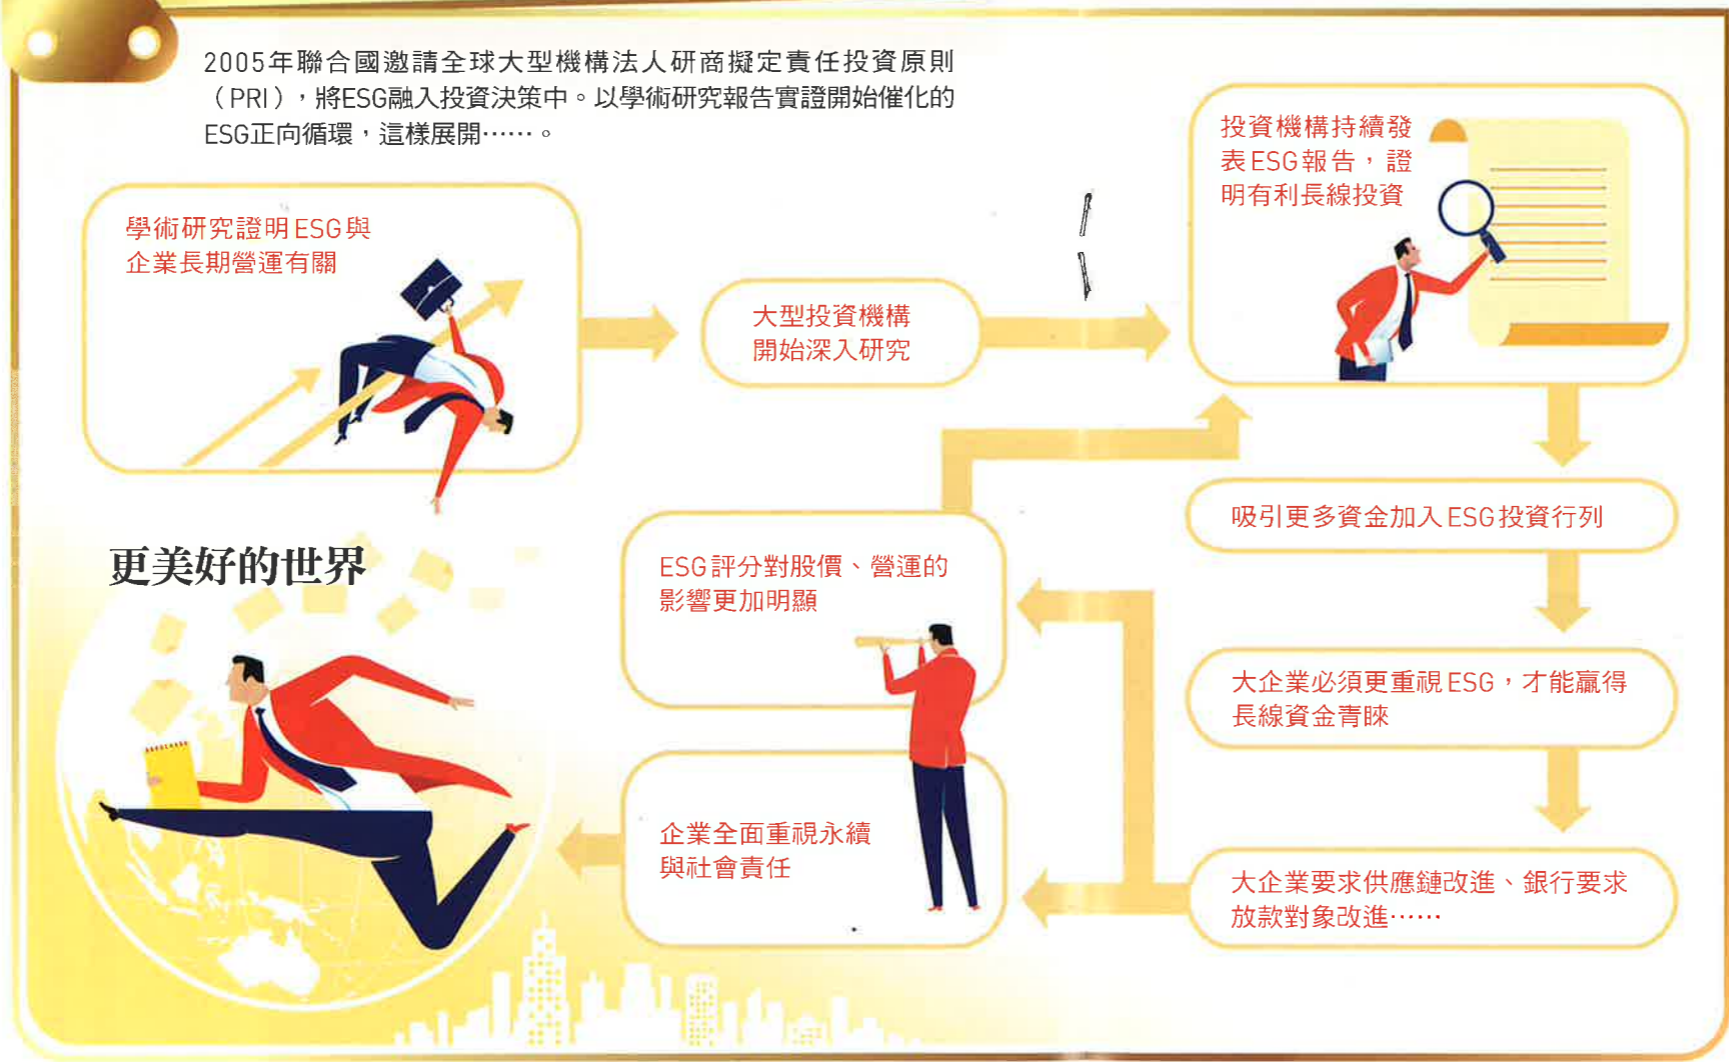 2005年聯合國邀請全球大型機構法人研商擬定責任投資原則
（PRI），將ESG融入投資決策中。以學術研究報告實證開始催化的
ESG正向循環，這樣展開……。
學術研究證明ESG與
企業長期營運有關
大型投資機構
開始深入研究
投資機構持續發
表ESG報告，證
明有利長線投資
吸引更多資金加入ESG投資行列
大企業必須更重視ESG，才能贏得
長線資金青睞
大企業要求供應鏈改進、銀行要求
放款對象改進……
ESG評分對股價、營運的
影響更加明顯
企業全面重視永續
與社會責任
更美好的世界